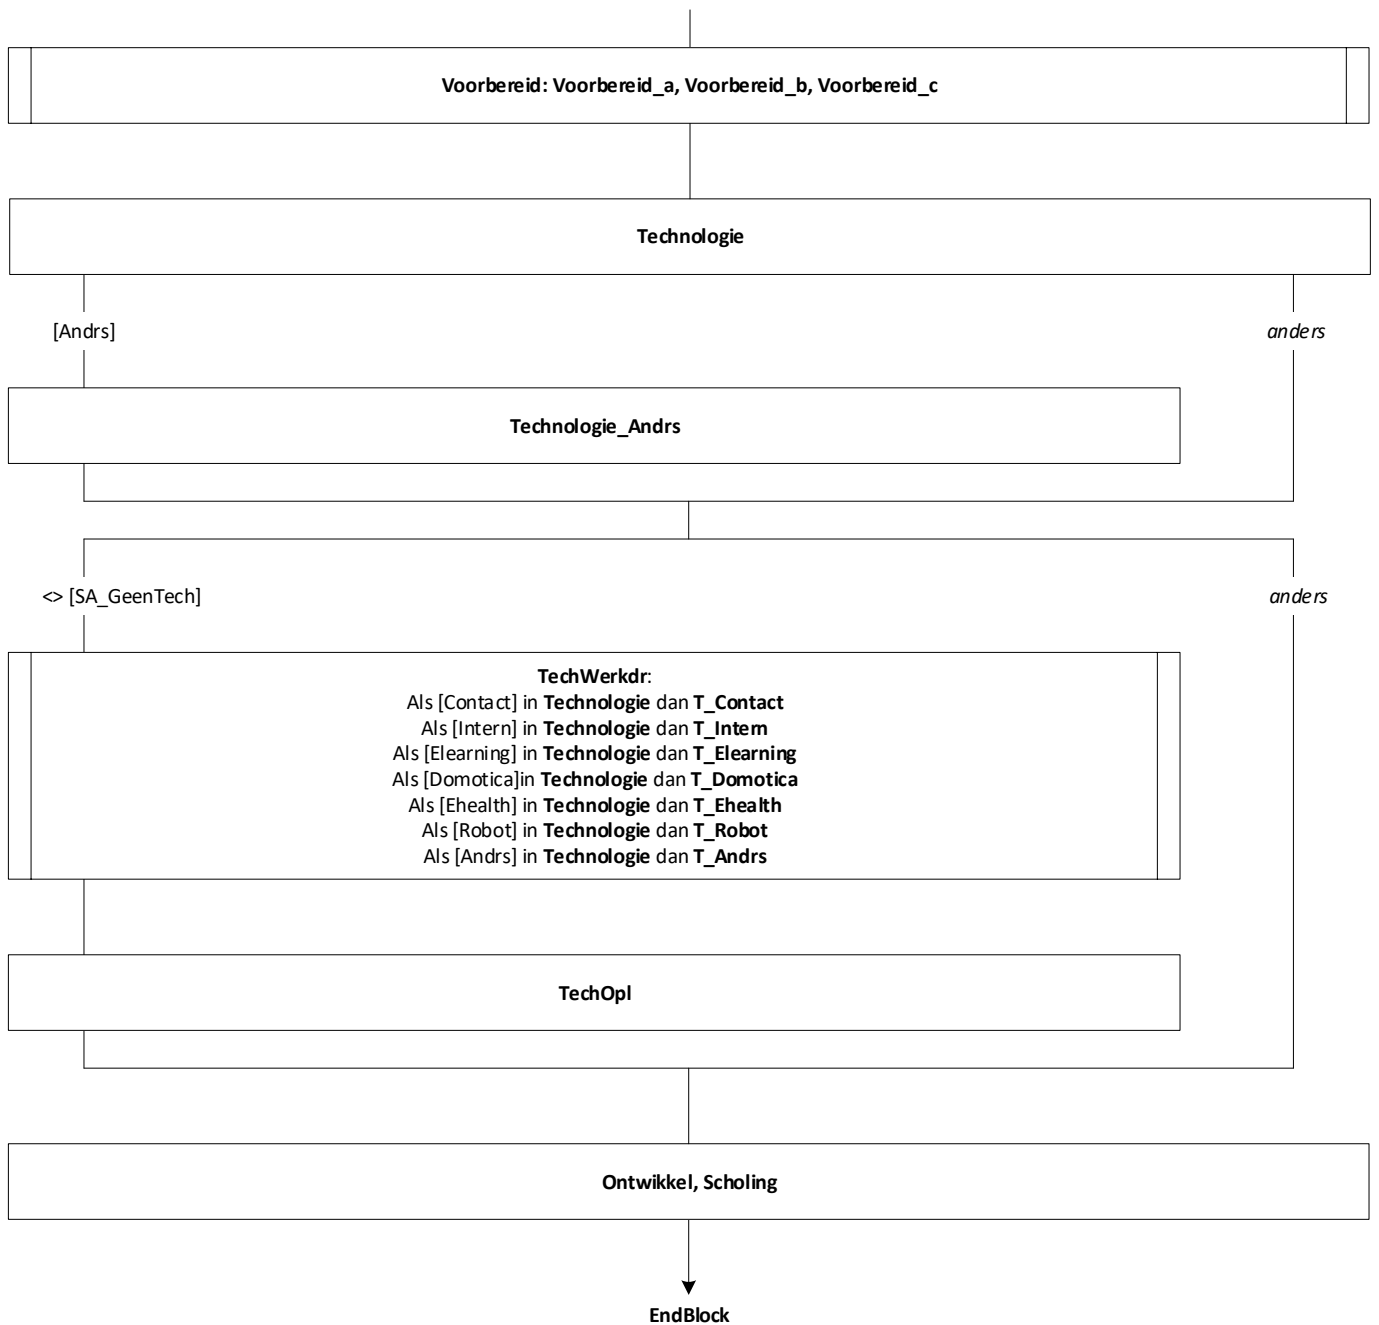 Voorbereid: Voorbereid_a, Voorbereid_b, Voorbereid_c
Technologie
[Andrs]
anders
Technologie_Andrs
<> [SA_GeenTech]
anders
TechWerkdr:
Als [Contact] in Technologie dan T_Contact
Als [Intern] in Technologie dan T_Intern
Als [Elearning] in Technologie dan T_Elearning
Als [Domotica]in Technologie dan T_Domotica
Als [Ehealth] in Technologie dan T_Ehealth
Als [Robot] in Technologie dan T_Robot
Als [Andrs] in Technologie dan T_Andrs
TechOpl
Ontwikkel, Scholing
EndBlock